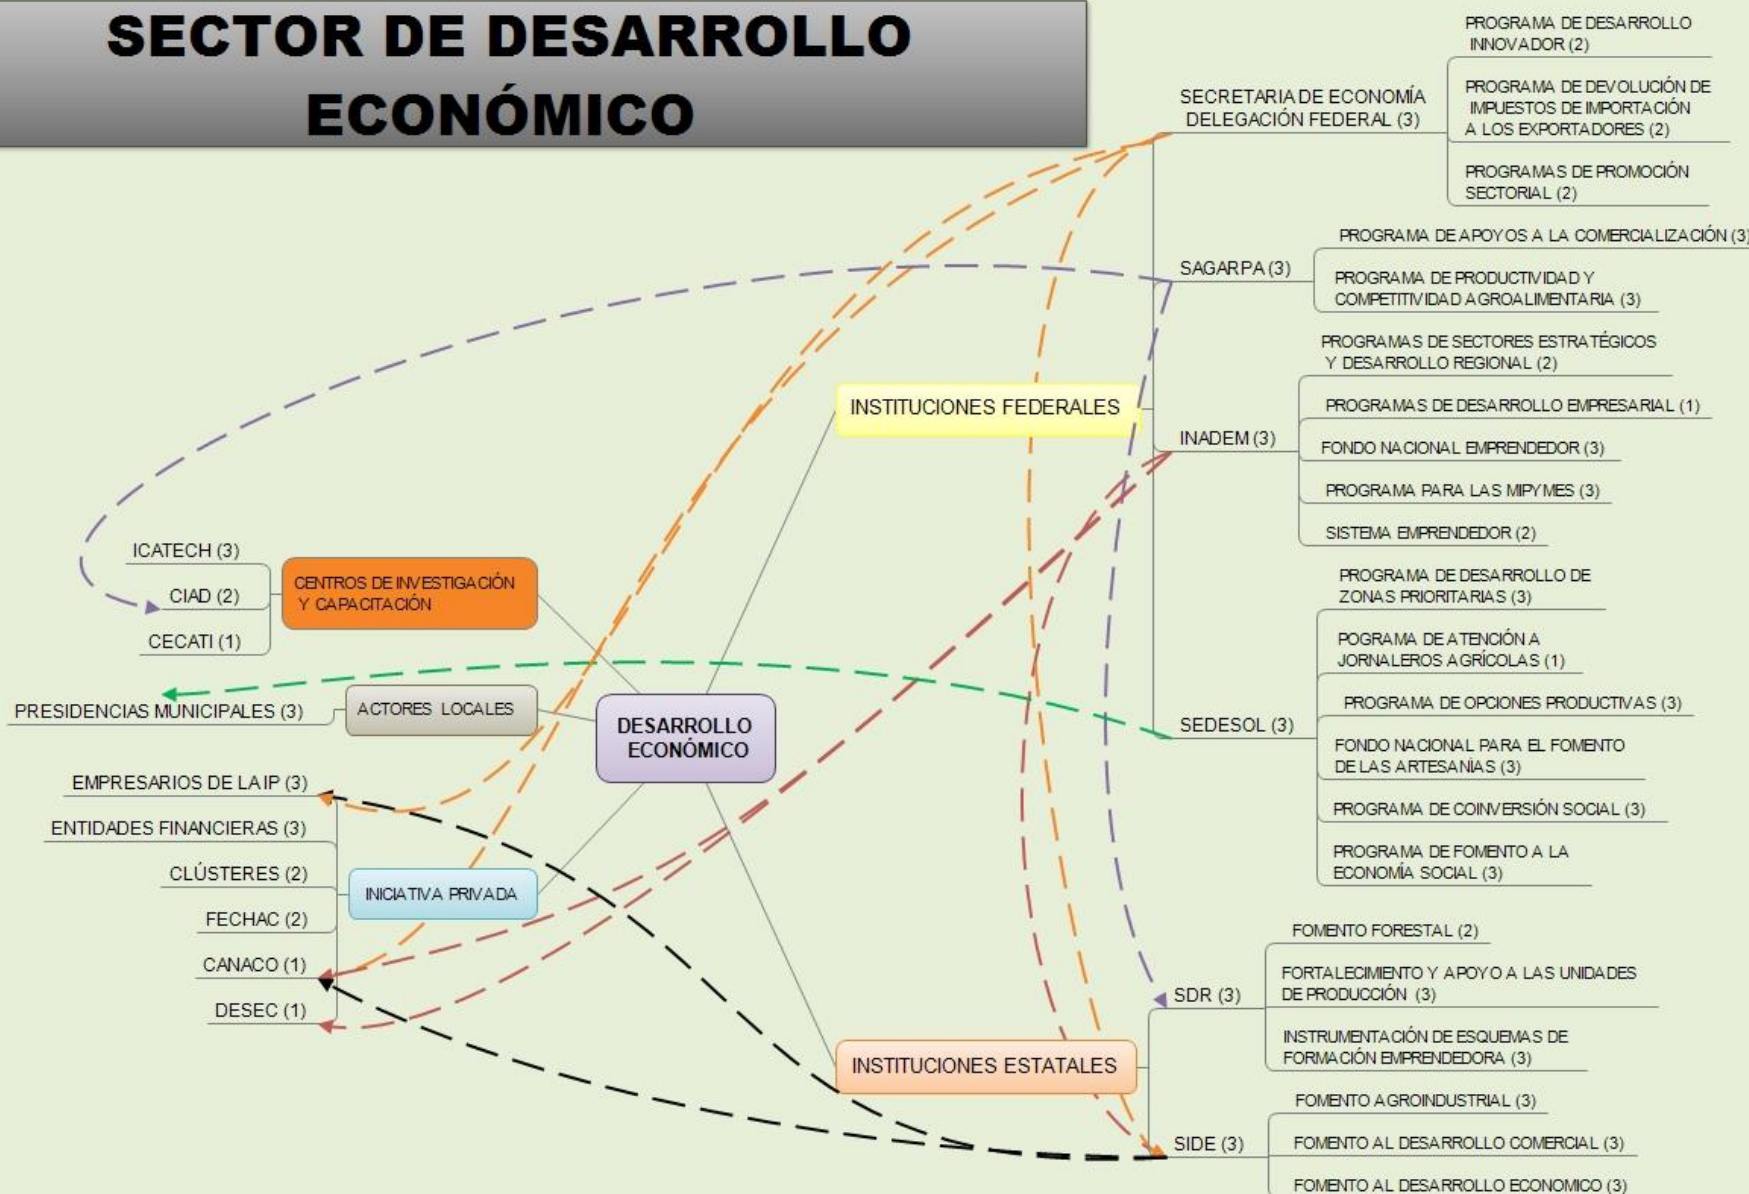 SECTOR DE DESARROLLO
ECONÓMICO
PROGRAMA DE DESARROLLO
INNOVADOR (2)
SECRETARIA DE ECONOMÍA
DELEGACIÓN FEDERAL (3)
PROGRAMA DE DEVOLUCIÓN DE
IMPUESTOS DE IMPORTACIÓN
A LOS EXPORTADORES (2)
PROGRAMAS DE PROMOCIÓN
SECTORIAL (2)
SAGARPA (3)
PROGRAMA DE APOYOS A LA COMERCIALIZACIÓN (3)
PROGRAMA DE PRODUCTIVIDAD Y
COMPETITIVIDAD AGROALIMENTARIA (3)
INSTITUCIONES FEDERALES
INADEM (3)
PROGRAMAS DE SECTORES ESTRATÉGICOS
Y DESARROLLO REGIONAL (2)
PROGRAMAS DE DESARROLLO EMPRESARIAL (1)
FONDO NACIONAL EMPRENDEDOR (3)
PROGRAMA PARA LAS MIPYMES (3)
SISTEMA EMPRENDEDOR (2)
SEDESOL (3)
PROGRAMA DE DESARROLLO DE
ZONAS PRIORITARIAS (3)
POGRAMA DE ATENCIÓN A
JORNALEROS AGRÍCOLAS (1)
PROGRAMA DE OPCIONES PRODUCTIVAS (3)
FONDO NACIONAL PARA EL FOMENTO
DE LAS ARTESANÍAS (3)
PROGRAMA DE COINVERSIÓN SOCIAL (3)
PROGRAMA DE FOMENTO A LA
ECONOMÍA SOCIAL (3)
ICATECH (3)
CIAD (2)
CECATI (1)
CENTROS DE INVESTIGACIÓN
Y CAPACITACIÓN
PRESIDENCIAS MUNICIPALES (3)
ACTORES LOCALES
DESARROLLO
ECONÓMICO
EMPRESARIOS DE LA IP (3)
ENTIDADES FINANCIERAS (3)
CLÚSTERES (2)
FECHAC (2)
CANACO (1)
DESEC (1)
INICIATIVA PRIVADA
INSTITUCIONES ESTATALES
SDR (3)
FOMENTO FORESTAL (2)
FORTALECIMIENTO Y APOYO A LAS UNIDADES
DE PRODUCCIÓN (3)
INSTRUMENTACIÓN DE ESQUEMAS DE
FORMACIÓN EMPRENDEDORA (3)
SIDE (3)
FOMENTO AGROINDUSTRIAL (3)
FOMENTO AL DESARROLLO COMERCIAL (3)
FOMENTO AL DESARROLLO ECONOMICO (3)